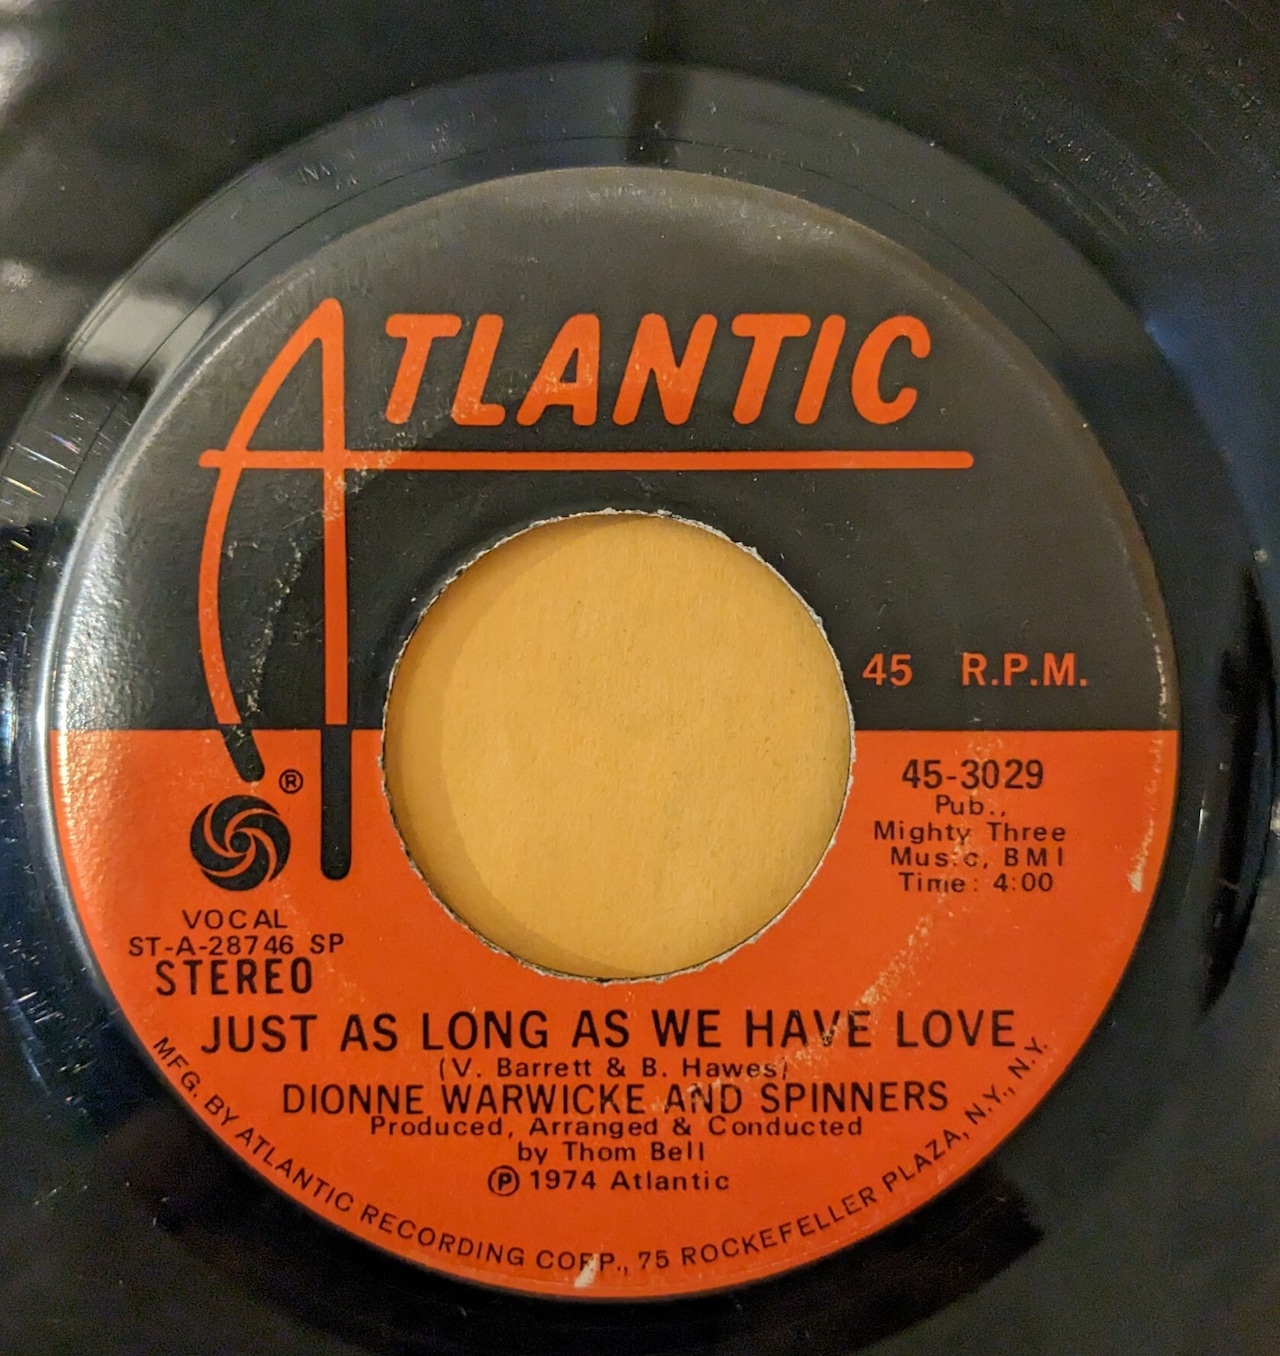 ATLANTIC
45 R.P.M.
®
45-3029
Pub.,
Mighty Three
Music, BMI
Time: 4:00
VOCAL
ST-A-28746 SP
STEREO
JUST AS LONG AS WE HAVE LOVE
(V. Barrett & B. Hawes)
DIONNE WARWICKE AND SPINNERS
Produced, Arranged & Conducted
by Thom Bell
℗ 1974 Atlantic
MFG. BY ATLANTIC RECORDING CORP., 75 ROCKEFELLER PLAZA, N.Y., N.Y.